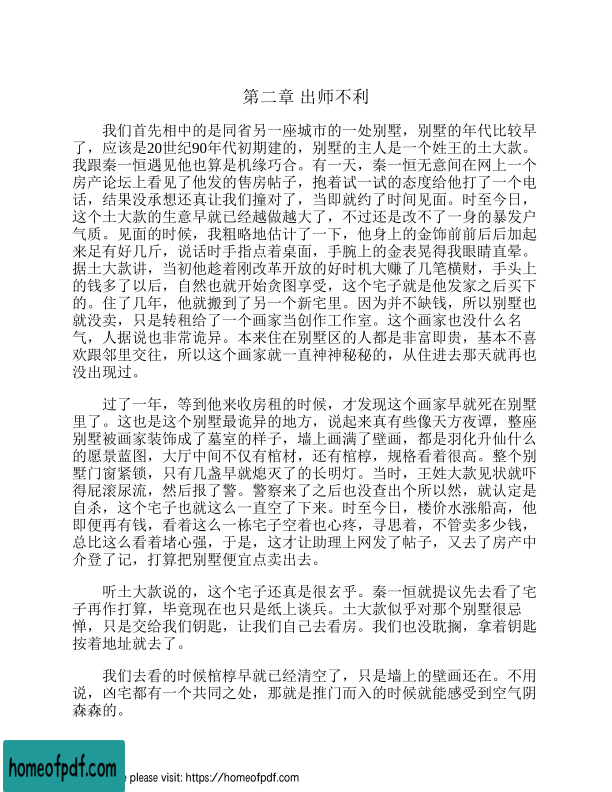 第二章 出师不利
我们首先相中的是同省另一座城市的一处别墅，别墅的年代比较早
了，应该是20世纪90年代初期建的，别墅的主人是一个姓王的土大款。
我跟秦一恒遇见他也算是机缘巧合。有一天，秦一恒无意间在网上一个
房产论坛上看见了他发的售房帖子，抱着试一试的态度给他打了一个电
话，结果没承想还真让我们撞对了，当即就约了时间见面。时至今日，
这个土大款的生意早就已经越做越大了，不过还是改不了一身的暴发户
气质。见面的时候，我粗略地估计了一下，他身上的金饰前前后后加起
来足有好几斤，说话时手指点着桌面，手腕上的金表晃得我眼睛直晕。
据土大款讲，当初他趁着刚改革开放的好时机大赚了几笔横财，手头上
的钱多了以后，自然也就开始贪图享受，这个宅子就是他发家之后买下
的。住了几年，他就搬到了另一个新宅里。因为并不缺钱，所以别墅也
就没卖，只是转租给了一个画家当创作工作室。这个画家也没什么名
气，人据说也非常诡异。本来住在别墅区的人都是非富即贵，基本不喜
欢跟邻里交往，所以这个画家就一直神神秘秘的，从住进去那天就再也
没出现过。
过了一年，等到他来收房租的时候，才发现这个画家早就死在别墅
里了。这也是这个别墅最诡异的地方，说起来真有些像天方夜谭，整座
别墅被画家装饰成了墓室的样子，墙上画满了壁画，都是羽化升仙什么
的愿景蓝图，大厅中间不仅有棺材，还有棺椁，规格看着很高。整个别
墅门窗紧锁，只有几盏早就熄灭了的长明灯。当时，王姓大款见状就吓
得屁滚尿流，然后报了警。警察来了之后也没查出个所以然，就认定是
自杀，这个宅子也就这么一直空了下来。时至今日，楼价水涨船高，他
即便再有钱，看着这么一栋宅子空着也心疼，寻思着，不管卖多少钱，
总比这么看着堵心强，于是，这才让助理上网发了帖子，又去了房产中
介登了记，打算把别墅便宜点卖出去。
听土大款说的，这个宅子还真是很玄乎。秦一恒就提议先去看了宅
子再作打算，毕竟现在也只是纸上谈兵。土大款似乎对那个别墅很忌
惮，只是交给我们钥匙，让我们自己去看房。我们也没耽搁，拿着钥匙
按着地址就去了。
我们去看的时候棺椁早就已经清空了，只是墙上的壁画还在。不用
说，凶宅都有一个共同之处，那就是推门而入的时候就能感受到空气阴
森森的。
homeofpdf.com
please visit: https://homeofpdf.com